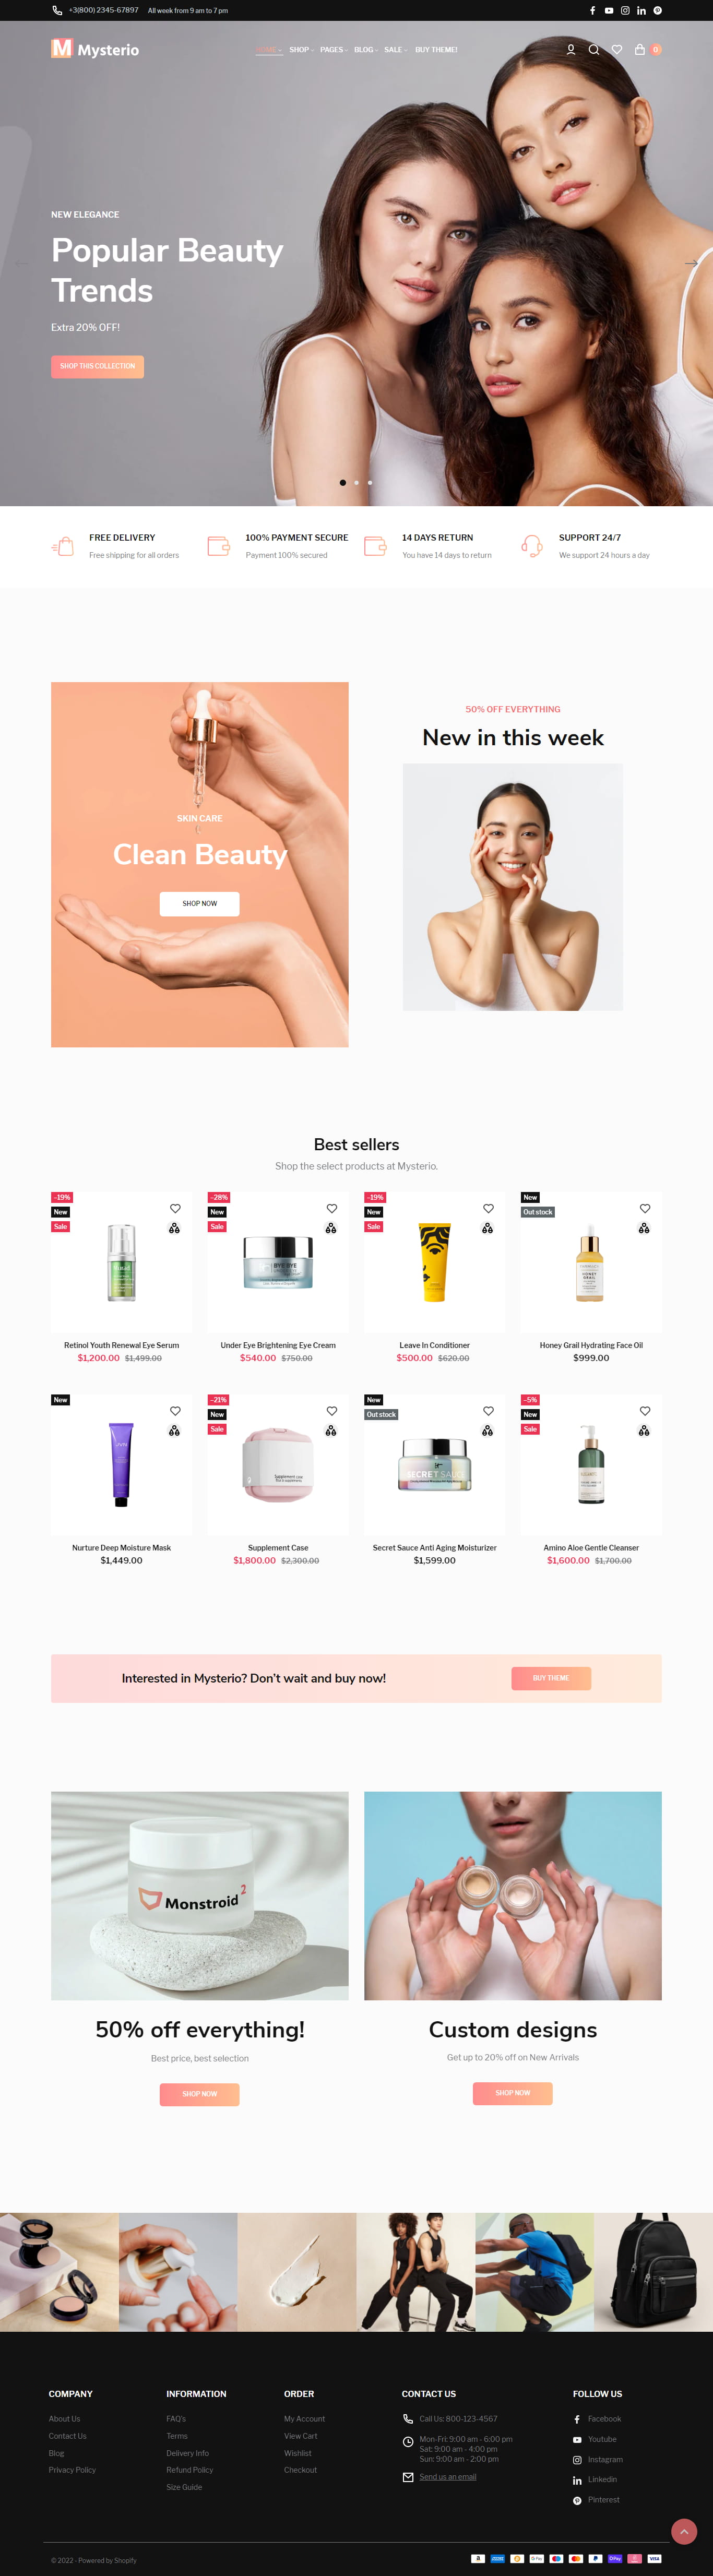 +3(800) 2345-67897
All week from 9 am to 7 pm
M Mysterio
HOME
SHOP
PAGES
BLOG
SALE
BUY THEME!
0
NEW ELEGANCE
Popular Beauty
Trends
Extra 20% OFF!
SHOP THIS COLLECTION
FREE DELIVERY
Free shipping for all orders
100% PAYMENT SECURE
Payment 100% secured
14 DAYS RETURN
You have 14 days to return
SUPPORT 24/7
We support 24 hours a day
SKIN CARE
Clean Beauty
SHOP NOW
50% OFF EVERYTHING
New in this week
Best sellers
Shop the select products at Mysterio.
-19%
New
Sale
Retinol Youth Renewal Eye Serum
$1,200.00 $1,499.00
-28%
New
Sale
BYE BYE
Under Eye Brightening Eye Cream
$540.00 $750.00
-19%
New
Sale
Leave In Conditioner
$500.00 $620.00
New
Out stock
HONEY
GRAIL
Honey Grail Hydrating Face Oil
$999.00
New
Nurture Deep Moisture Mask
$1,449.00
-21%
New
Sale
Supplement case
Supplement Case
$1,800.00 $2,300.00
New
Out stock
SECRET SAUCE
Secret Sauce Anti Aging Moisturizer
$1,599.00
-5%
New
Sale
Amino Aloe Gentle Cleanser
$1,600.00 $1,700.00
Interested in Mysterio? Don't wait and buy now!
BUY THEME
Monstroid 2
50% off everything!
Best price, best selection
SHOP NOW
Custom designs
Get up to 20% off on New Arrivals
SHOP NOW
COMPANY
About Us
Contact Us
Blog
Privacy Policy
INFORMATION
FAQ's
Terms
Delivery Info
Refund Policy
Size Guide
ORDER
My Account
View Cart
Wishlist
Checkout
CONTACT US
Call Us: 800-123-4567
Mon-Fri: 9:00 am - 6:00 pm
Sat: 9:00 am - 4:00 pm
Sun: 9:00 am - 2:00 pm
Send us an email
FOLLOW US
Facebook
Youtube
Instagram
Linkedin
Pinterest
© 2022 - Powered by Shopify